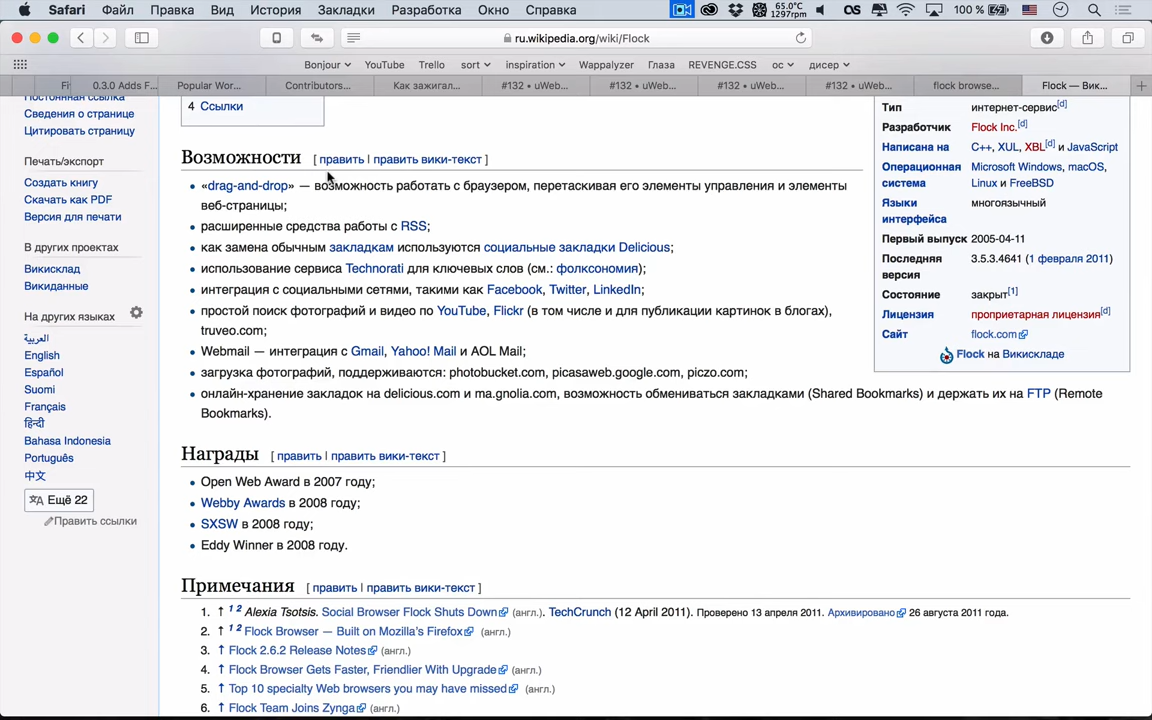 Safari Файл Правка Вид История Закладки Разработка Окно Справка 65.0°C 1297rpm 100 %
ru.wikipedia.org/wiki/Flock
Bonjour YouTube Trello sort inspiration Wappalyzer Глаза REVENGE.CSS ос дисер
Fi 0.3.0 Adds F... Popular Wor... Contributors... Как зажигал... #132 • uWeb... #132 • uWeb... #132 • uWeb... #132 • uWeb... flock browse... Flock — Вик...
Постоянная ссылка
Сведения о странице
Цитировать страницу
Печать/экспорт
Создать книгу
Скачать как PDF
Версия для печати
В других проектах
Викисклад
Викиданные
На других языках
العربية
English
Español
Suomi
Français
हिन्दी
Bahasa Indonesia
Português
中文
Ещё 22
Править ссылки
4 Ссылки
Возможности [ править | править вики-текст ]
«drag-and-drop» — возможность работать с браузером, перетаскивая его элементы управления и элементы
веб-страницы;
расширенные средства работы с RSS;
как замена обычным закладкам используются социальные закладки Delicious;
использование сервиса Technorati для ключевых слов (см.: фолксономия);
интеграция с социальными сетями, такими как Facebook, Twitter, LinkedIn;
простой поиск фотографий и видео по YouTube, Flickr (в том числе и для публикации картинок в блогах),
truveo.com;
Webmail — интеграция с Gmail, Yahoo! Mail и AOL Mail;
загрузка фотографий, поддерживаются: photobucket.com, picasaweb.google.com, piczo.com;
онлайн-хранение закладок на delicious.com и ma.gnolia.com, возможность обмениваться закладками (Shared Bookmarks) и держать их на FTP (Remote
Bookmarks).
Тип интернет-сервис[d]
Разработчик Flock Inc.[d]
Написана на C++, XUL, XBL[d] и JavaScript
Операционная Microsoft Windows, macOS,
система Linux и FreeBSD
Языки многоязычный
интерфейса
Первый выпуск 2005-04-11
Последняя 3.5.3.4641 (1 февраля 2011)
версия
Состояние закрыт[1]
Лицензия проприетарная лицензия[d]
Сайт flock.com
Flock на Викискладе
Награды [ править | править вики-текст ]
Open Web Award в 2007 году;
Webby Awards в 2008 году;
SXSW в 2008 году;
Eddy Winner в 2008 году.
Примечания [ править | править вики-текст ]
1. ↑ 1 2 Alexia Tsotsis. Social Browser Flock Shuts Down (англ.). TechCrunch (12 April 2011). Проверено 13 апреля 2011. Архивировано 26 августа 2011 года.
2. ↑ 1 2 Flock Browser — Built on Mozilla's Firefox (англ.)
3. ↑ Flock 2.6.2 Release Notes (англ.)
4. ↑ Flock Browser Gets Faster, Friendlier With Upgrade (англ.)
5. ↑ Top 10 specialty Web browsers you may have missed (англ.)
6. ↑ Flock Team Joins Zynga (англ.)